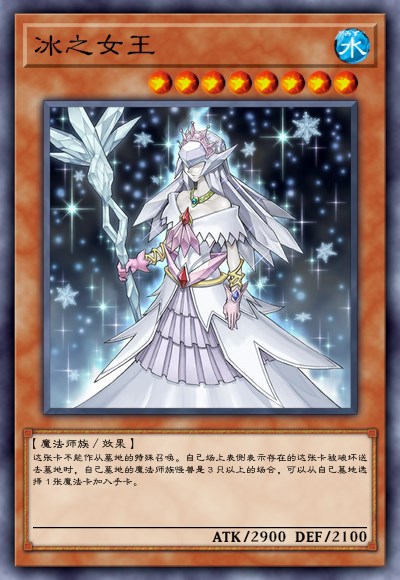 冰之女王
水
【魔法师族／效果】
这张卡不能作从墓地的特殊召唤。自己场上表侧表示存在的这张卡被破坏送
去墓地时，自己墓地的魔法师族怪兽是３只以上的场合，可以从自己墓地选
择１张魔法卡加入手卡。
ATK/2900 DEF/2100